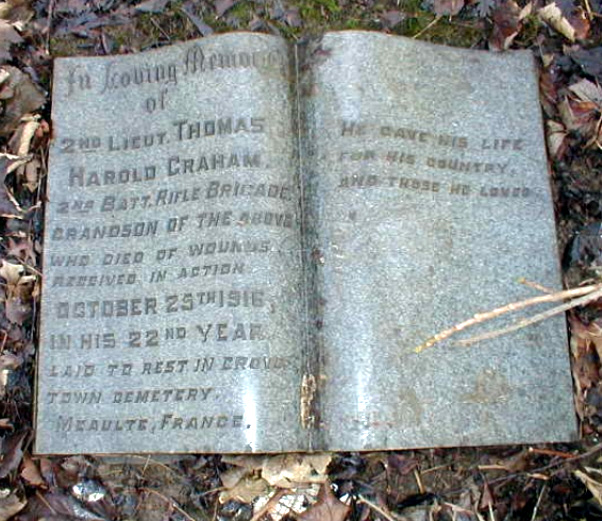 In Loving Memory
of
2ND LIEUT. THOMAS
HAROLD GRAHAM.
2ND BATT. RIFLE BRIGADE
GRANDSON OF THE ABOVE
WHO DIED OF WOUNDS,
RECEIVED IN ACTION
OCTOBER 25TH 1916,
IN HIS 22ND YEAR.
LAID TO REST IN GROVE
TOWN CEMETERY,
MEAULTE, FRANCE.
HE GAVE HIS LIFE
FOR HIS COUNTRY,
AND THOSE HE LOVED